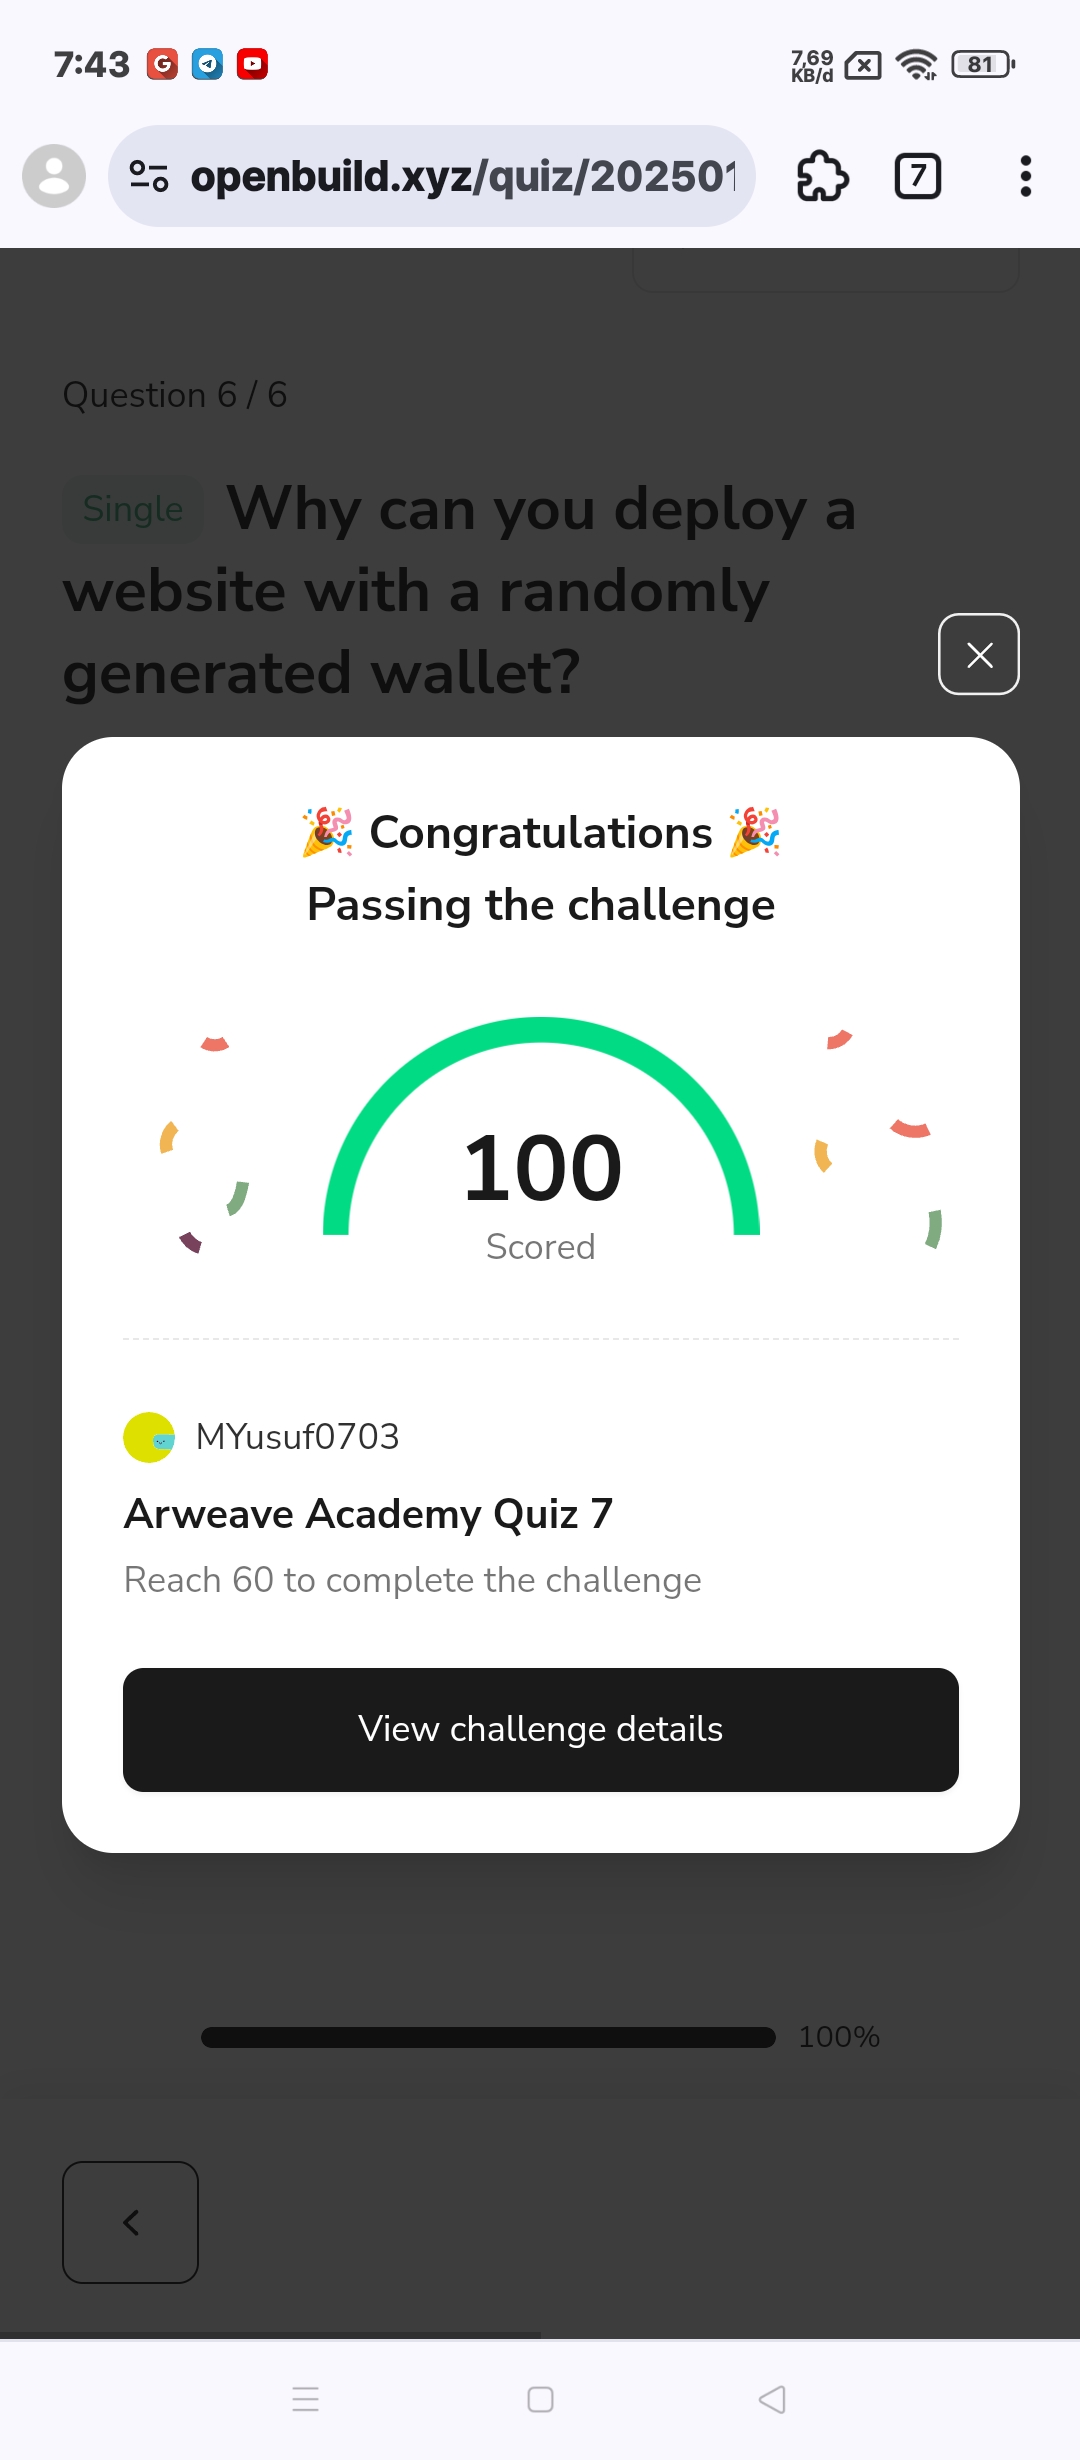 7:43
7,69
KB/d
81
openbuild.xyz/quiz/202501
7
Question 6 / 6
Single Why can you deploy a
website with a randomly
generated wallet?
🎉 Congratulations 🎉
Passing the challenge
100
Scored
MYusuf0703
Arweave Academy Quiz 7
Reach 60 to complete the challenge
View challenge details
100%